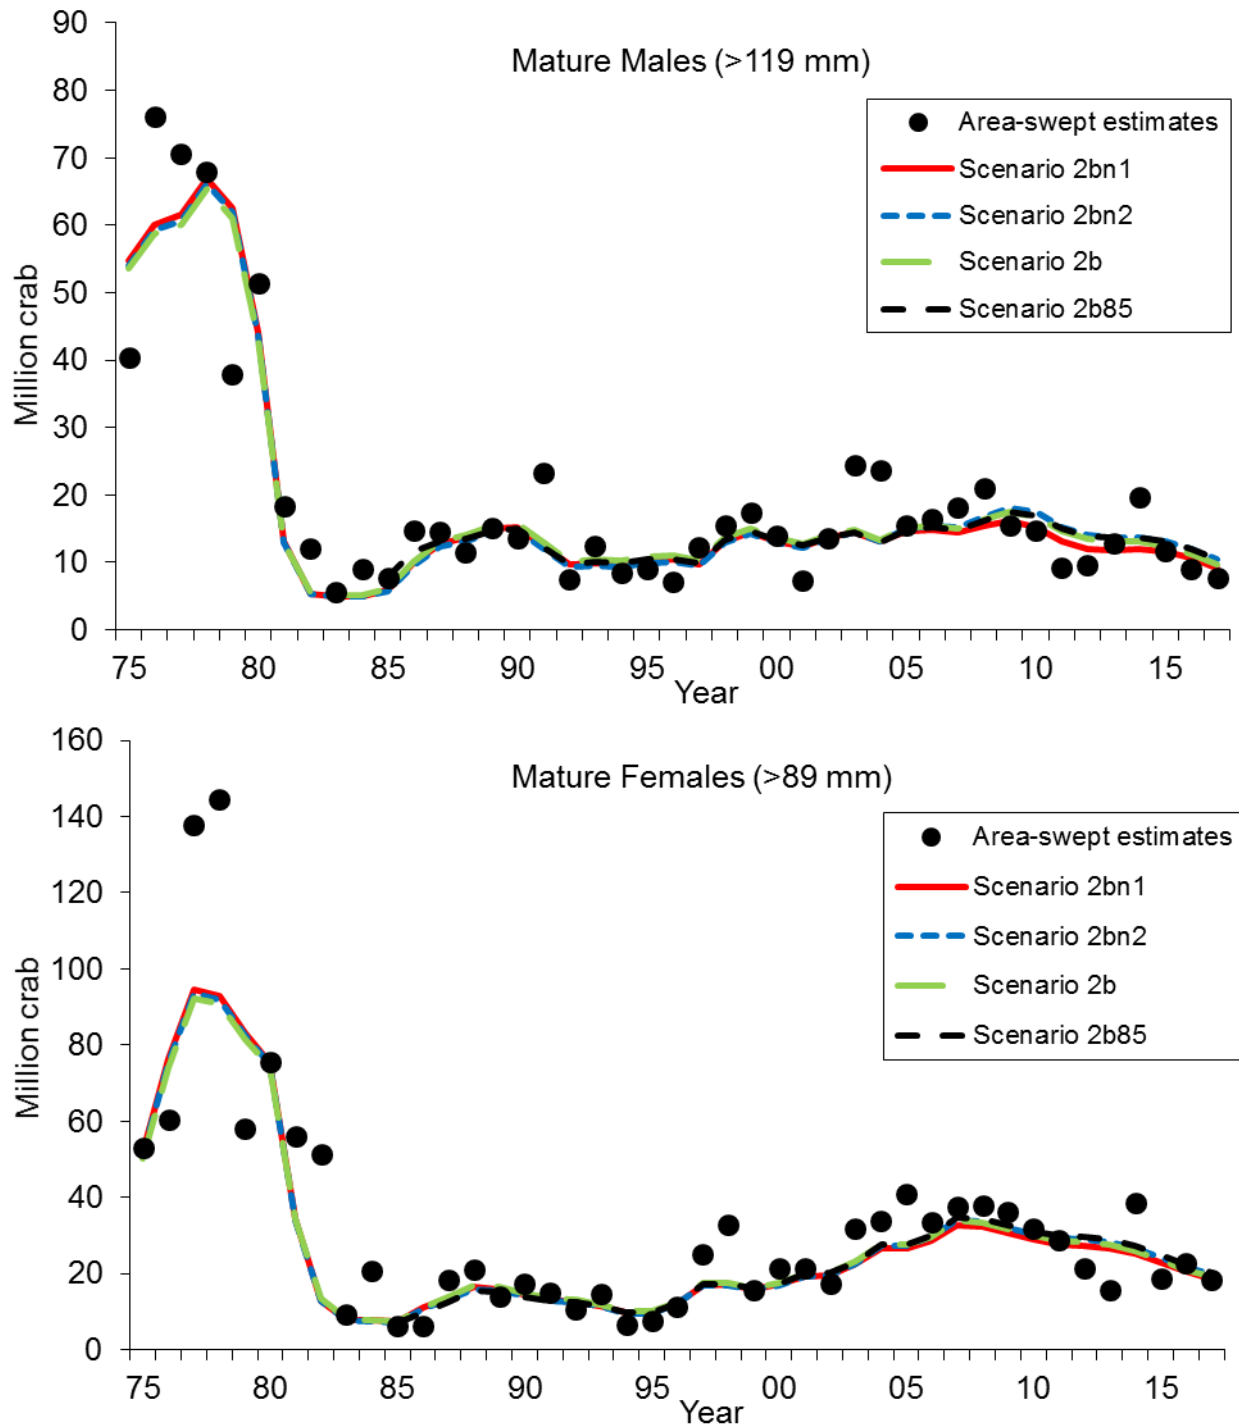 Mature Males (>119 mm)
Million crab
90
80
70
60
50
40
30
20
10
0
Area-swept estimates
Scenario 2bn1
Scenario 2bn2
Scenario 2b
Scenario 2b85
75 80 85 90 95 00 05 10 15
Year
Mature Females (>89 mm)
Million crab
160
140
120
100
80
60
40
20
0
Area-swept estimates
Scenario 2bn1
Scenario 2bn2
Scenario 2b
Scenario 2b85
75 80 85 90 95 00 05 10 15
Year